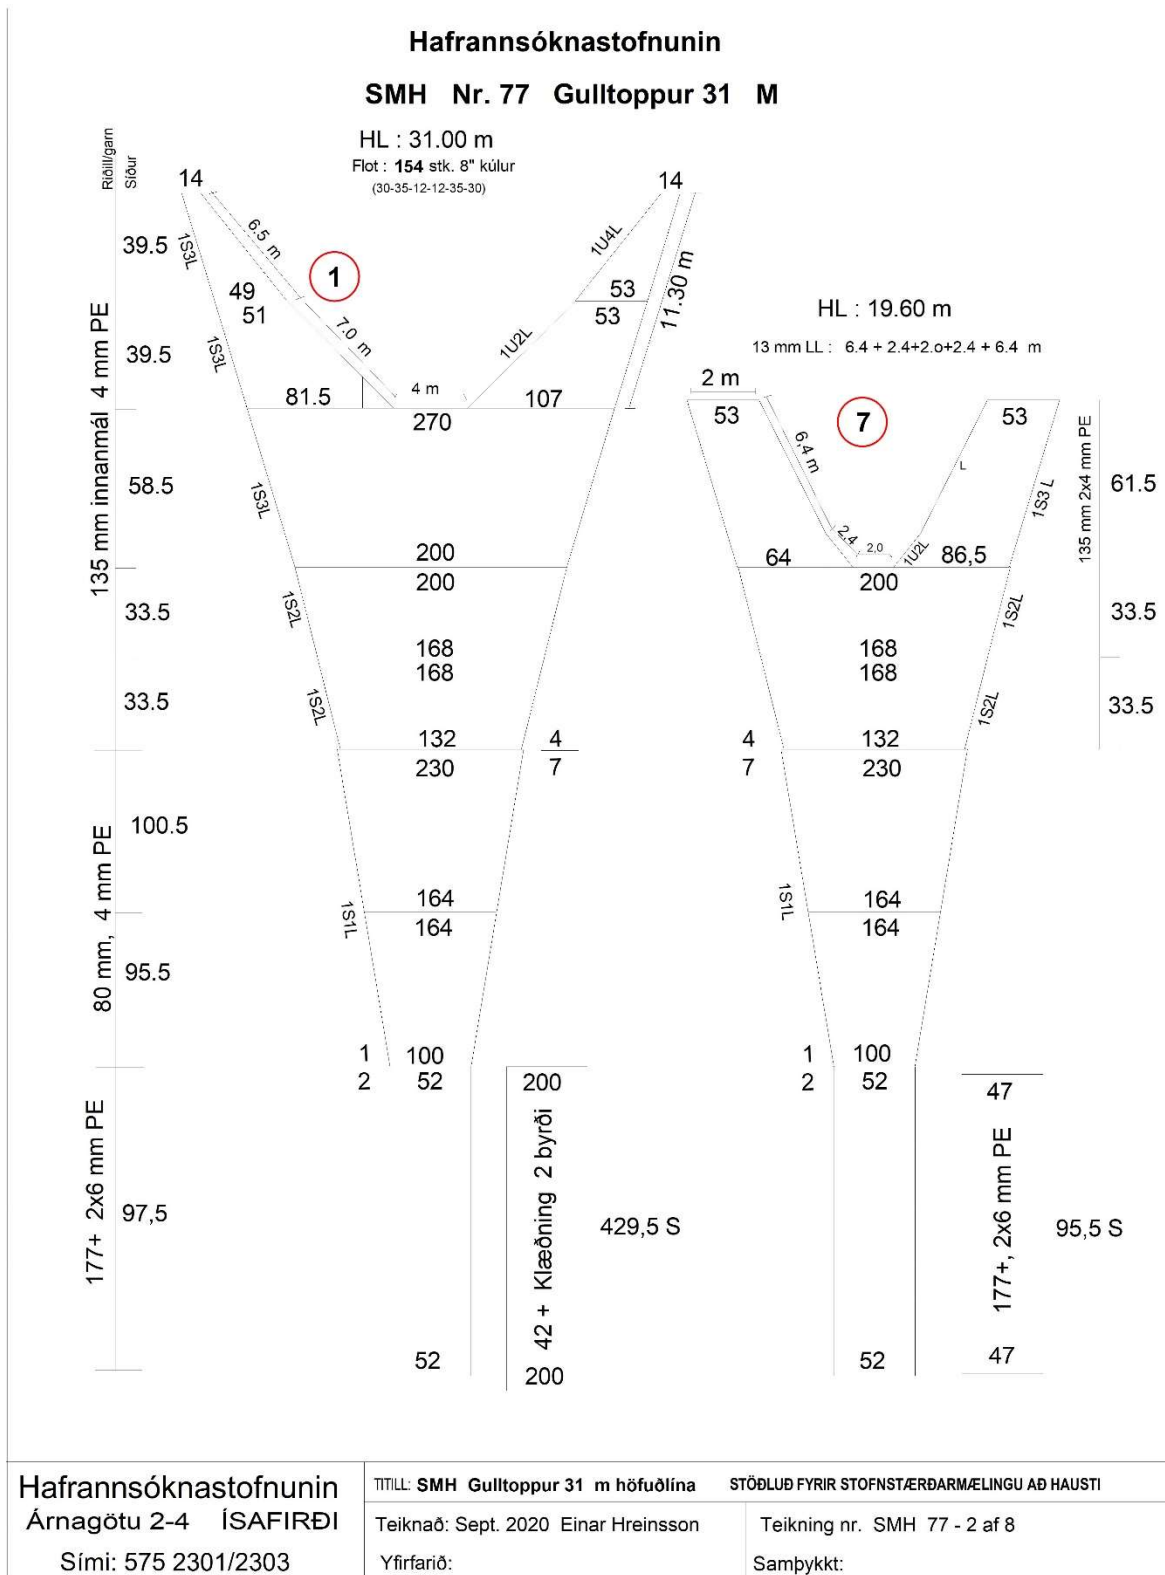 Hafrannsóknastofnunin
SMH Nr. 77 Gulltoppur 31 M
HL : 31.00 m
Flot : 154 stk. 8" kúlur
(30-35-12-12-35-30)
Riðill/garn
Síður
14
14
39.5
1S3L
6.5 m
1
1U4L
49
51
53
53
11.30 m
135 mm innanmál 4 mm PE
39.5
1S3L
7.0 m
1U2L
4 m
81.5
107
270
58.5
1S3L
200
200
33.5
1S2L
168
168
33.5
1S2L
132
4
230
7
80 mm, 4 mm PE
100.5
164
1S1L
164
95.5
1
100
2
52
200
177+ 2x6 mm PE
97,5
42 + Klæðning 2 byrði
429,5 S
52
200
HL : 19.60 m
13 mm LL : 6.4 + 2.4+2.o+2.4 + 6.4 m
2 m
53
7
53
6,4 m
L
1S3 L
135 mm 2x4 mm PE
61.5
2,4
2,0
1U2L
64
86,5
200
1S2L
33.5
168
168
1S2L
33.5
4
132
7
230
164
1S1L
164
1
100
2
52
47
177+, 2x6 mm PE
95,5 S
52
47
Hafrannsóknastofnunin
Árnagötu 2-4 ÍSAFIRÐI
Sími: 575 2301/2303
TITILL: SMH Gulltoppur 31 m höfuðlína STÖÐLUÐ FYRIR STOFNSTÆRÐARMÆLINGU AÐ HAUSTI
Teiknað: Sept. 2020 Einar Hreinsson
Teikning nr. SMH 77 - 2 af 8
Yfirfarið:
Samþykkt: